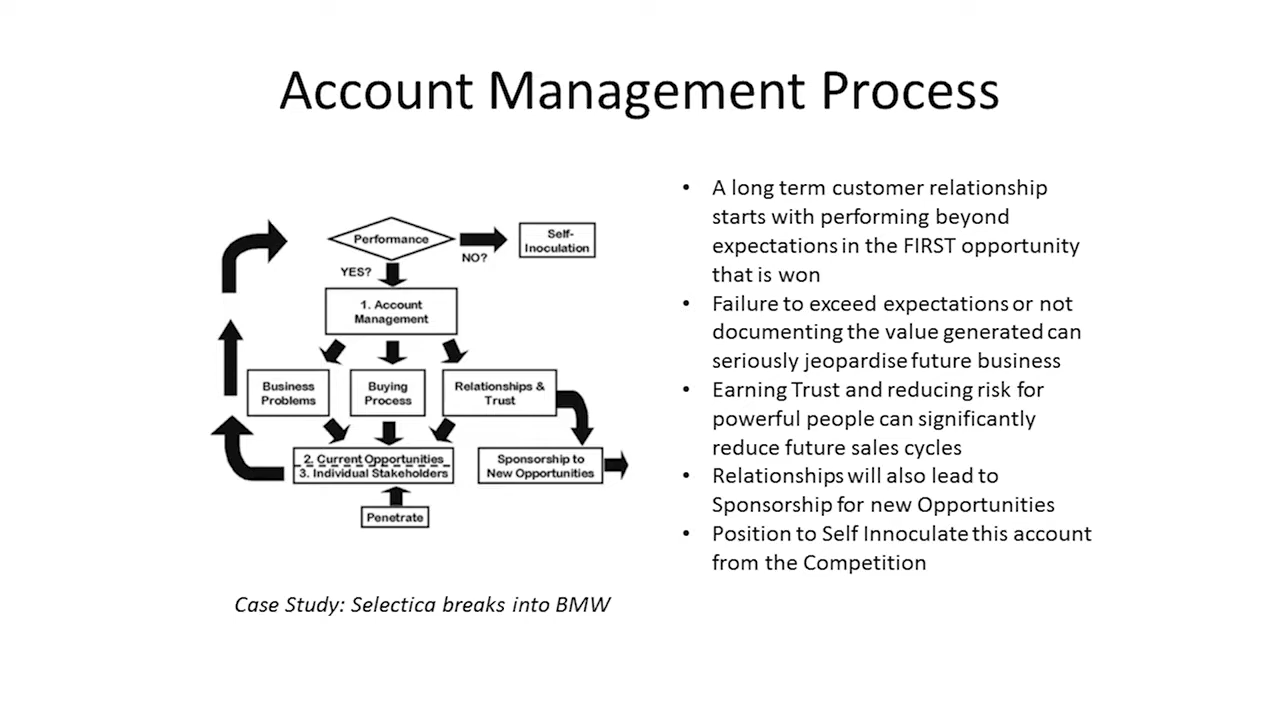 Account Management Process
Performance
NO?
Self-
Inoculation
YES?
1. Account
Management
Business
Problems
Buying
Process
Relationships &
Trust
2. Current Opportunities
3. Individual Stakeholders
Sponsorship to
New Opportunities
Penetrate
Case Study: Selectica breaks into BMW
• A long term customer relationship
starts with performing beyond
expectations in the FIRST opportunity
that is won
• Failure to exceed expectations or not
documenting the value generated can
seriously jeopardise future business
• Earning Trust and reducing risk for
powerful people can significantly
reduce future sales cycles
• Relationships will also lead to
Sponsorship for new Opportunities
• Position to Self Innoculate this account
from the Competition